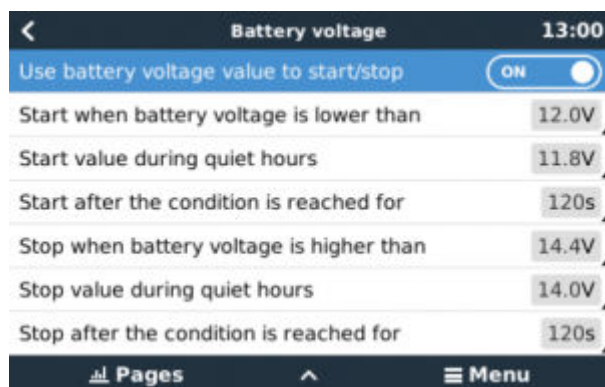 Battery voltage 13:00
Use battery voltage value to start/stop ON
Start when battery voltage is lower than 12.0V
Start value during quiet hours 11.8V
Start after the condition is reached for 120s
Stop when battery voltage is higher than 14.4V
Stop value during quiet hours 14.0V
Stop after the condition is reached for 120s
Pages Menu